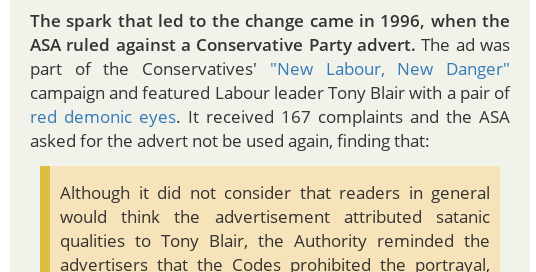 The spark that led to the change came in 1996, when the
ASA ruled against a Conservative Party advert. The ad was
part of the Conservatives' "New Labour, New Danger"
campaign and featured Labour leader Tony Blair with a pair of
red demonic eyes. It received 167 complaints and the ASA
asked for the advert not be used again, finding that:
Although it did not consider that readers in general
would think the advertisement attributed satanic
qualities to Tony Blair, the Authority reminded the
advertisers that the Codes prohibited the portrayal,